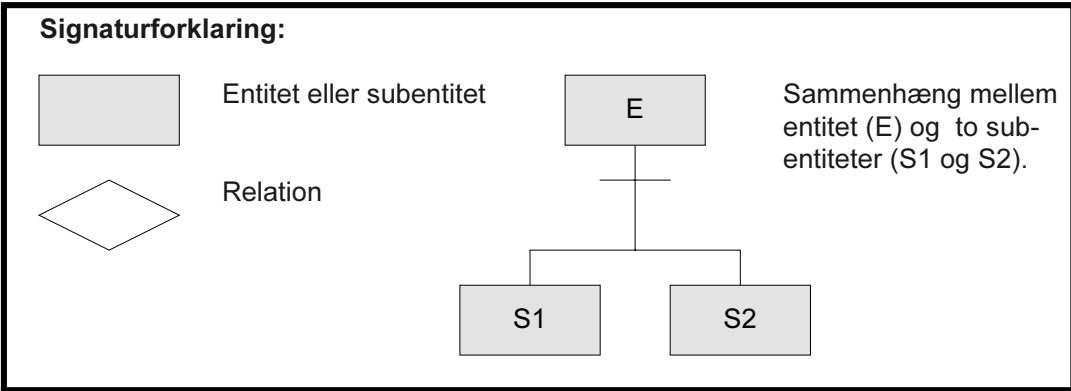 Signaturforklaring:
Entitet eller subentitet
Relation
E
S1
S2
Sammenhæng mellem
entitet (E) og to sub-
entiteter (S1 og S2).